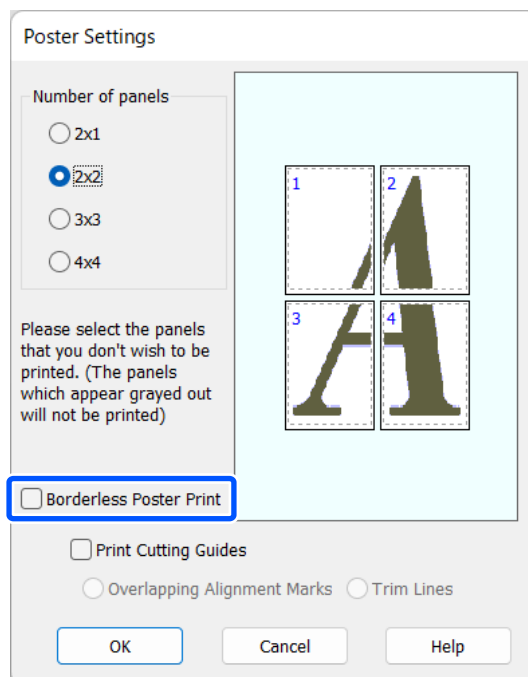 Poster Settings
Number of panels
2x1
2x2
3x3
4x4
1
2
3
4
Please select the panels
that you don't wish to be
printed. (The panels
which appear grayed out
will not be printed)
Borderless Poster Print
Print Cutting Guides
Overlapping Alignment Marks Trim Lines
OK Cancel Help